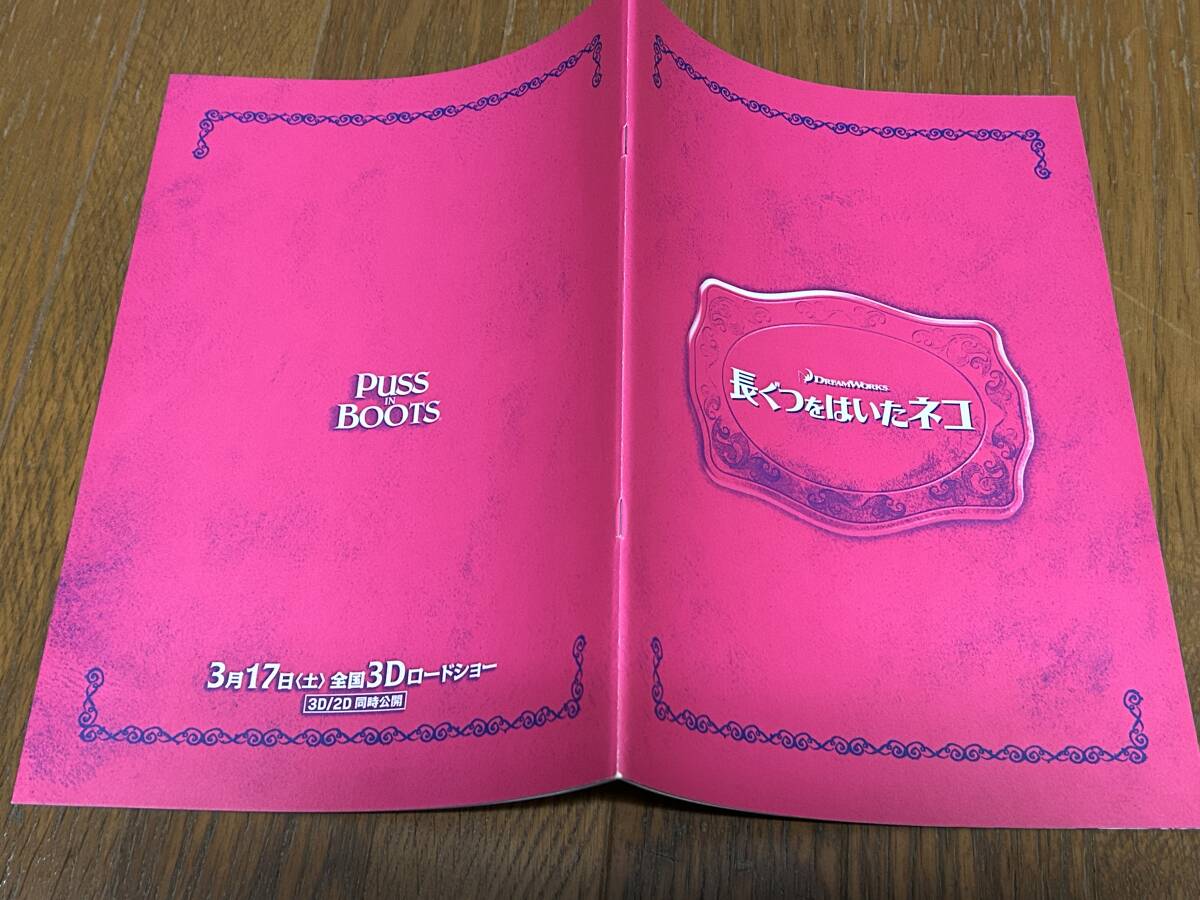 PUSS
IN
BOOTS
3月17日〈土〉全国3Dロードショー
3D/2D 同時公開
DREAMWORKS
長ぐつをはいたネコ